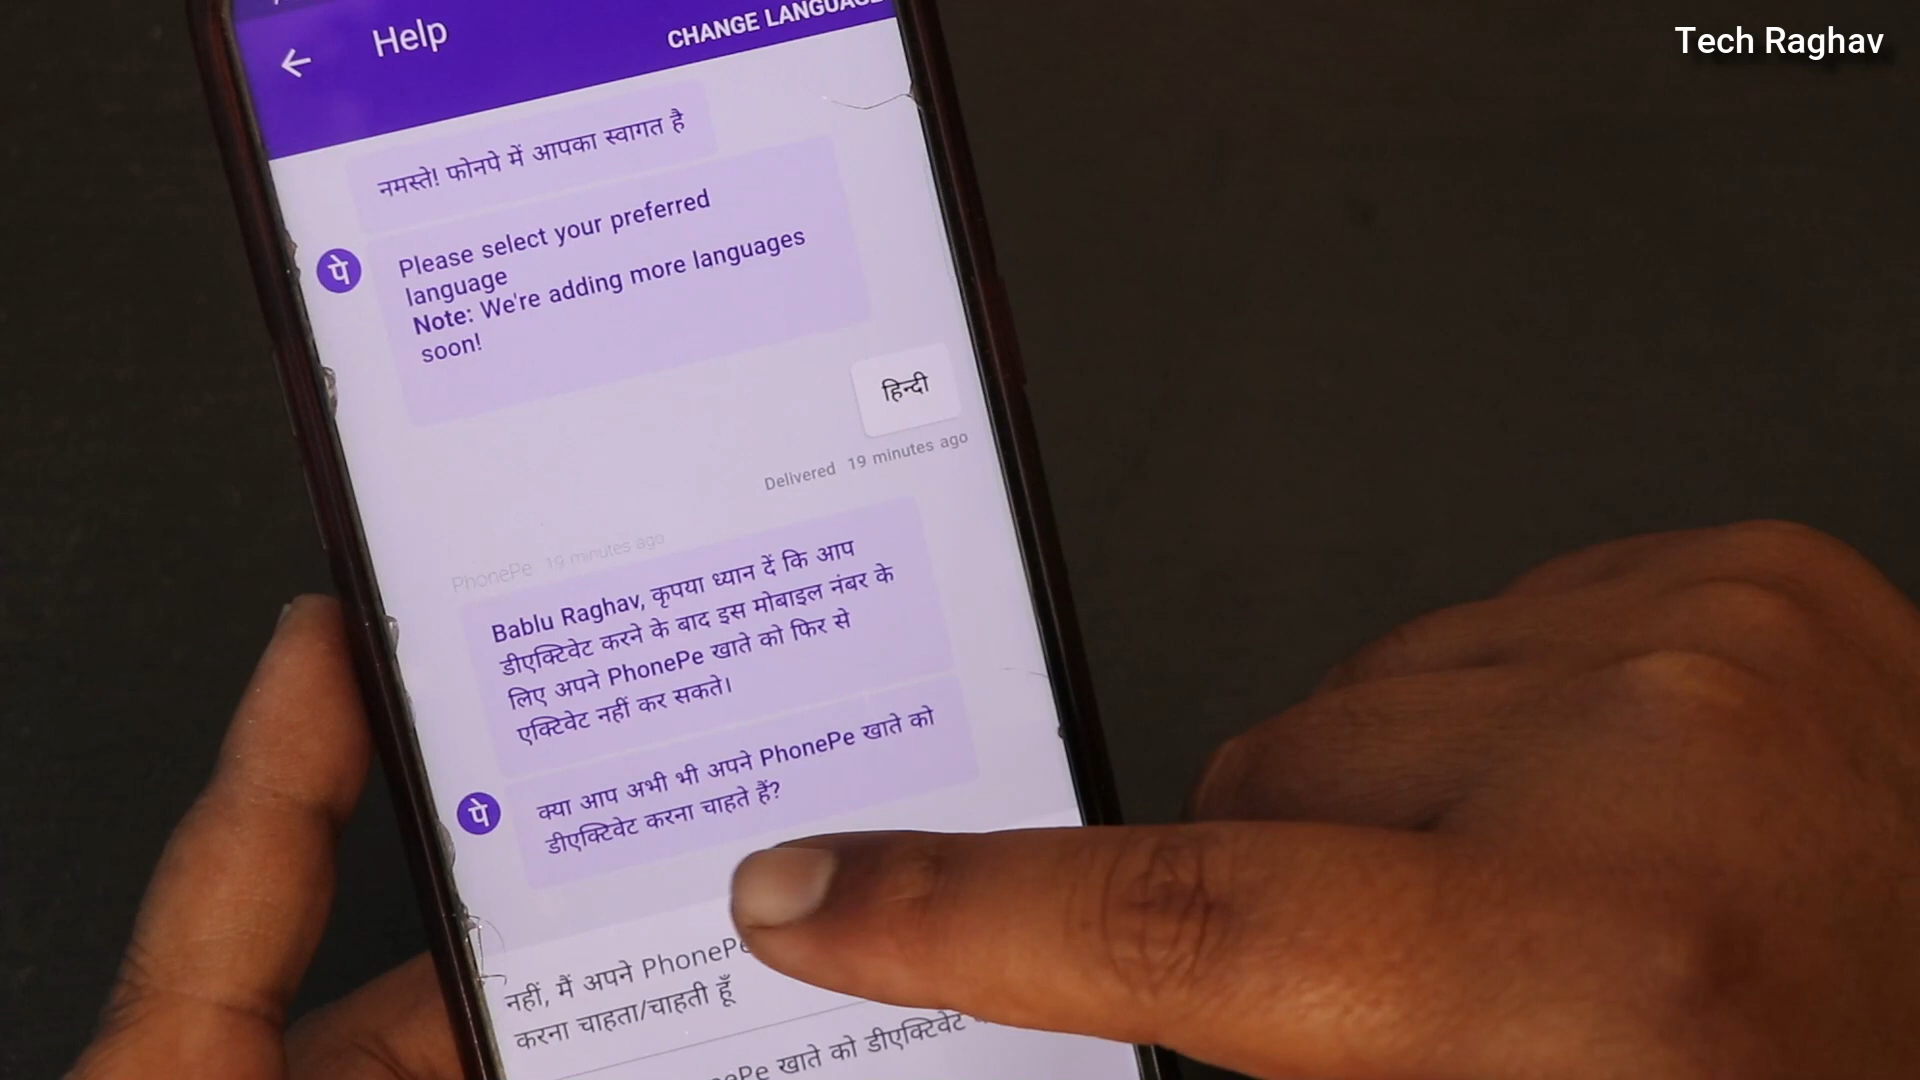 Tech Raghav
Help
CHANGE LANGUAGE
नमस्ते! फोनपे में आपका स्वागत है
Please select your preferred
language
Note: We're adding more languages
soon!
पे
हिन्दी
Delivered 19 minutes ago
PhonePe 19 minutes ago
Bablu Raghav, कृपया ध्यान दें कि आप
डीएक्टिवेट करने के बाद इस मोबाइल नंबर के
लिए अपने PhonePe खाते को फिर से
एक्टिवेट नहीं कर सकते।
पे
क्या आप अभी भी अपने PhonePe खाते को
डीएक्टिवेट करना चाहते हैं?
नहीं, मैं अपने PhonePe
करना चाहता/चाहती हूँ
खाते को डीएक्टिवेट